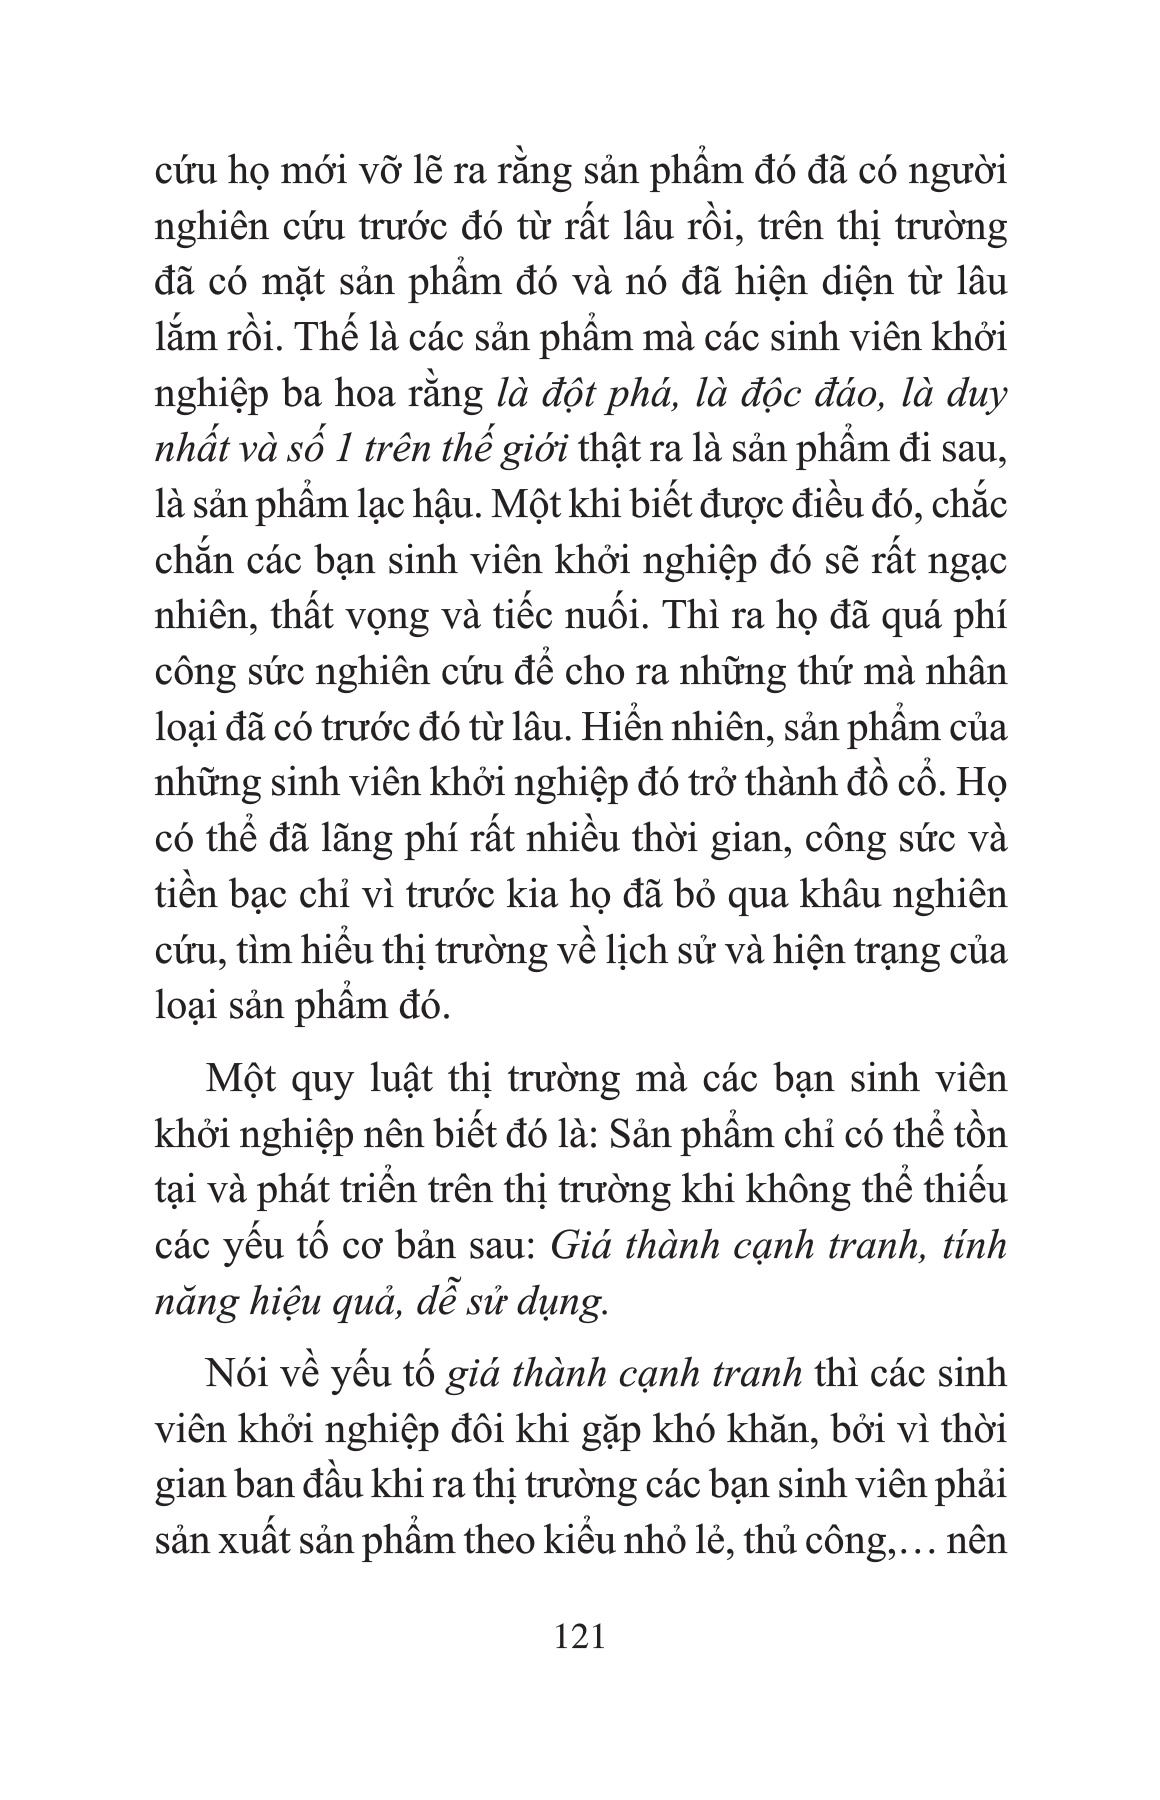 cứu họ mới vỡ lẽ ra rằng sản phẩm đó đã có người
nghiên cứu trước đó từ rất lâu rồi, trên thị trường
đã có mặt sản phẩm đó và nó đã hiện diện từ lâu
lắm rồi. Thế là các sản phẩm mà các sinh viên khởi
nghiệp ba hoa rằng là đột phá, là độc đáo, là duy
nhất và số 1 trên thế giới thật ra là sản phẩm đi sau,
là sản phẩm lạc hậu. Một khi biết được điều đó, chắc
chắn các bạn sinh viên khởi nghiệp đó sẽ rất ngạc
nhiên, thất vọng và tiếc nuối. Thì ra họ đã quá phí
công sức nghiên cứu để cho ra những thứ mà nhân
loại đã có trước đó từ lâu. Hiển nhiên, sản phẩm của
những sinh viên khởi nghiệp đó trở thành đồ cổ. Họ
có thể đã lãng phí rất nhiều thời gian, công sức và
tiền bạc chỉ vì trước kia họ đã bỏ qua khâu nghiên
cứu, tìm hiểu thị trường về lịch sử và hiện trạng của
loại sản phẩm đó.
Một quy luật thị trường mà các bạn sinh viên
khởi nghiệp nên biết đó là: Sản phẩm chỉ có thể tồn
tại và phát triển trên thị trường khi không thể thiếu
các yếu tố cơ bản sau: Giá thành cạnh tranh, tính
năng hiệu quả, dễ sử dụng.
Nói về yếu tố giá thành cạnh tranh thì các sinh
viên khởi nghiệp đôi khi gặp khó khăn, bởi vì thời
gian ban đầu khi ra thị trường các bạn sinh viên phải
sản xuất sản phẩm theo kiểu nhỏ lẻ, thủ công,… nên
121